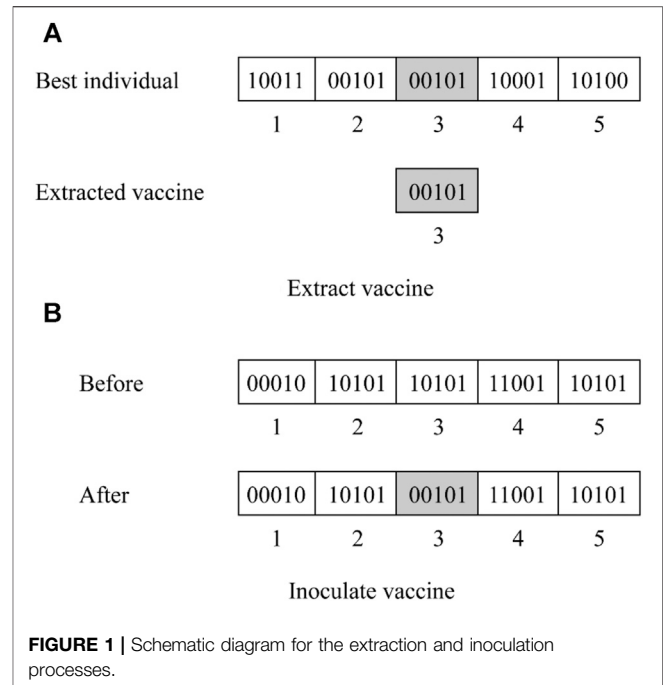 A
Best individual 10011 00101 00101 10001 10100
1 2 3 4 5
Extracted vaccine 00101
3
Extract vaccine
B
Before 00010 10101 10101 11001 10101
1 2 3 4 5
After 00010 10101 00101 11001 10101
1 2 3 4 5
Inoculate vaccine
FIGURE 1 | Schematic diagram for the extraction and inoculation
processes.